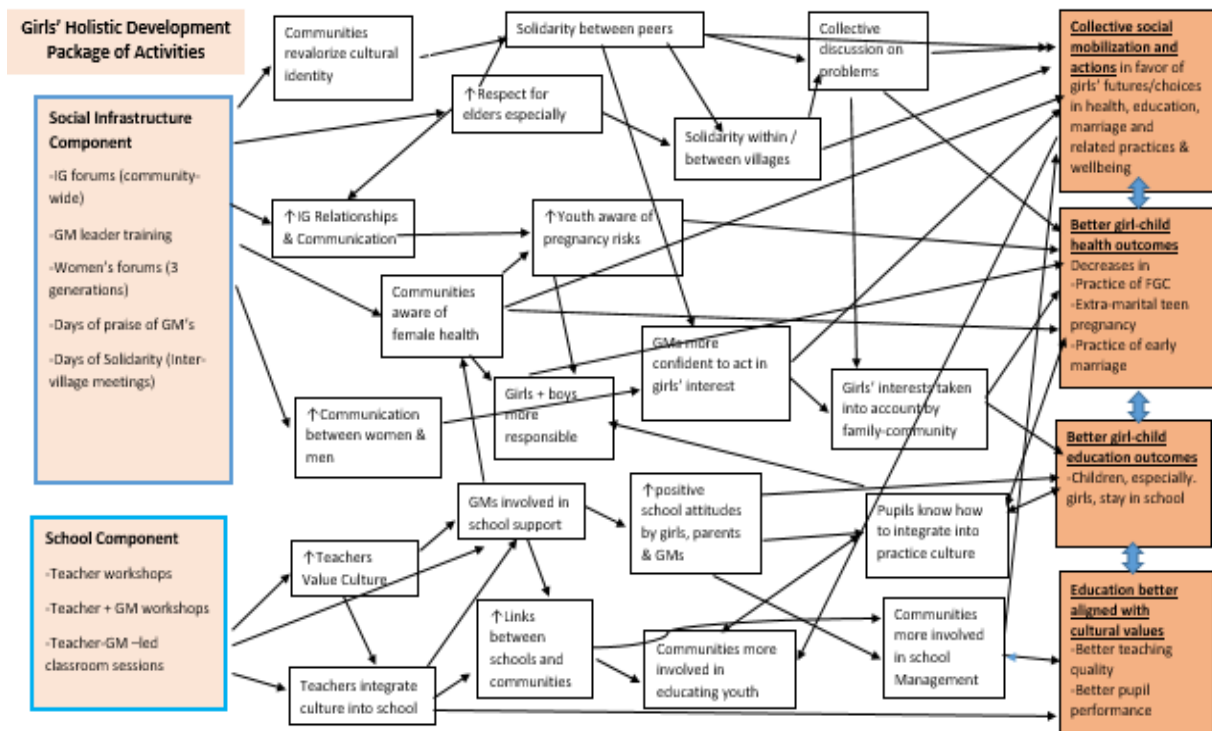 Girls' Holistic Development
Package of Activities
Social Infrastructure
Component
-IG forums (community-
wide)
-GM leader training
-Women's forums (3
generations)
-Days of praise of GM's
-Days of Solidarity (Inter-
village meetings)
School Component
-Teacher workshops
-Teacher + GM workshops
-Teacher-GM –led
classroom sessions
Communities
revalorize cultural
identity
Solidarity between peers
Collective
discussion on
problems
↑Respect for
elders especially
Solidarity within /
between villages
↑IG Relationships
& Communication
↑Youth aware of
pregnancy risks
Communities
aware of
female health
GMs more
confident to act in
girls' interest
Girls + boys
more
responsible
Girls' interests taken
into account by
family-community
↑Communication
between women &
men
GMs involved in
school support
↑positive
school attitudes
by girls, parents
& GMs
Pupils know how
to integrate into
practice culture
↑Teachers
Value Culture
↑Links
between
schools and
communities
Communities more
involved in
educating youth
Communities
more involved
in school
Management
Teachers integrate
culture into school
Collective social
mobilization and
actions in favor of
girls' futures/choices
in health, education,
marriage and
related practices &
wellbeing
Better girl-child
health outcomes
Decreases in
-Practice of FGC
-Extra-marital teen
pregnancy
-Practice of early
marriage
Better girl-child
education outcomes
-Children, especially.
girls, stay in school
Education better
aligned with
cultural values
-Better teaching
quality
-Better pupil
performance